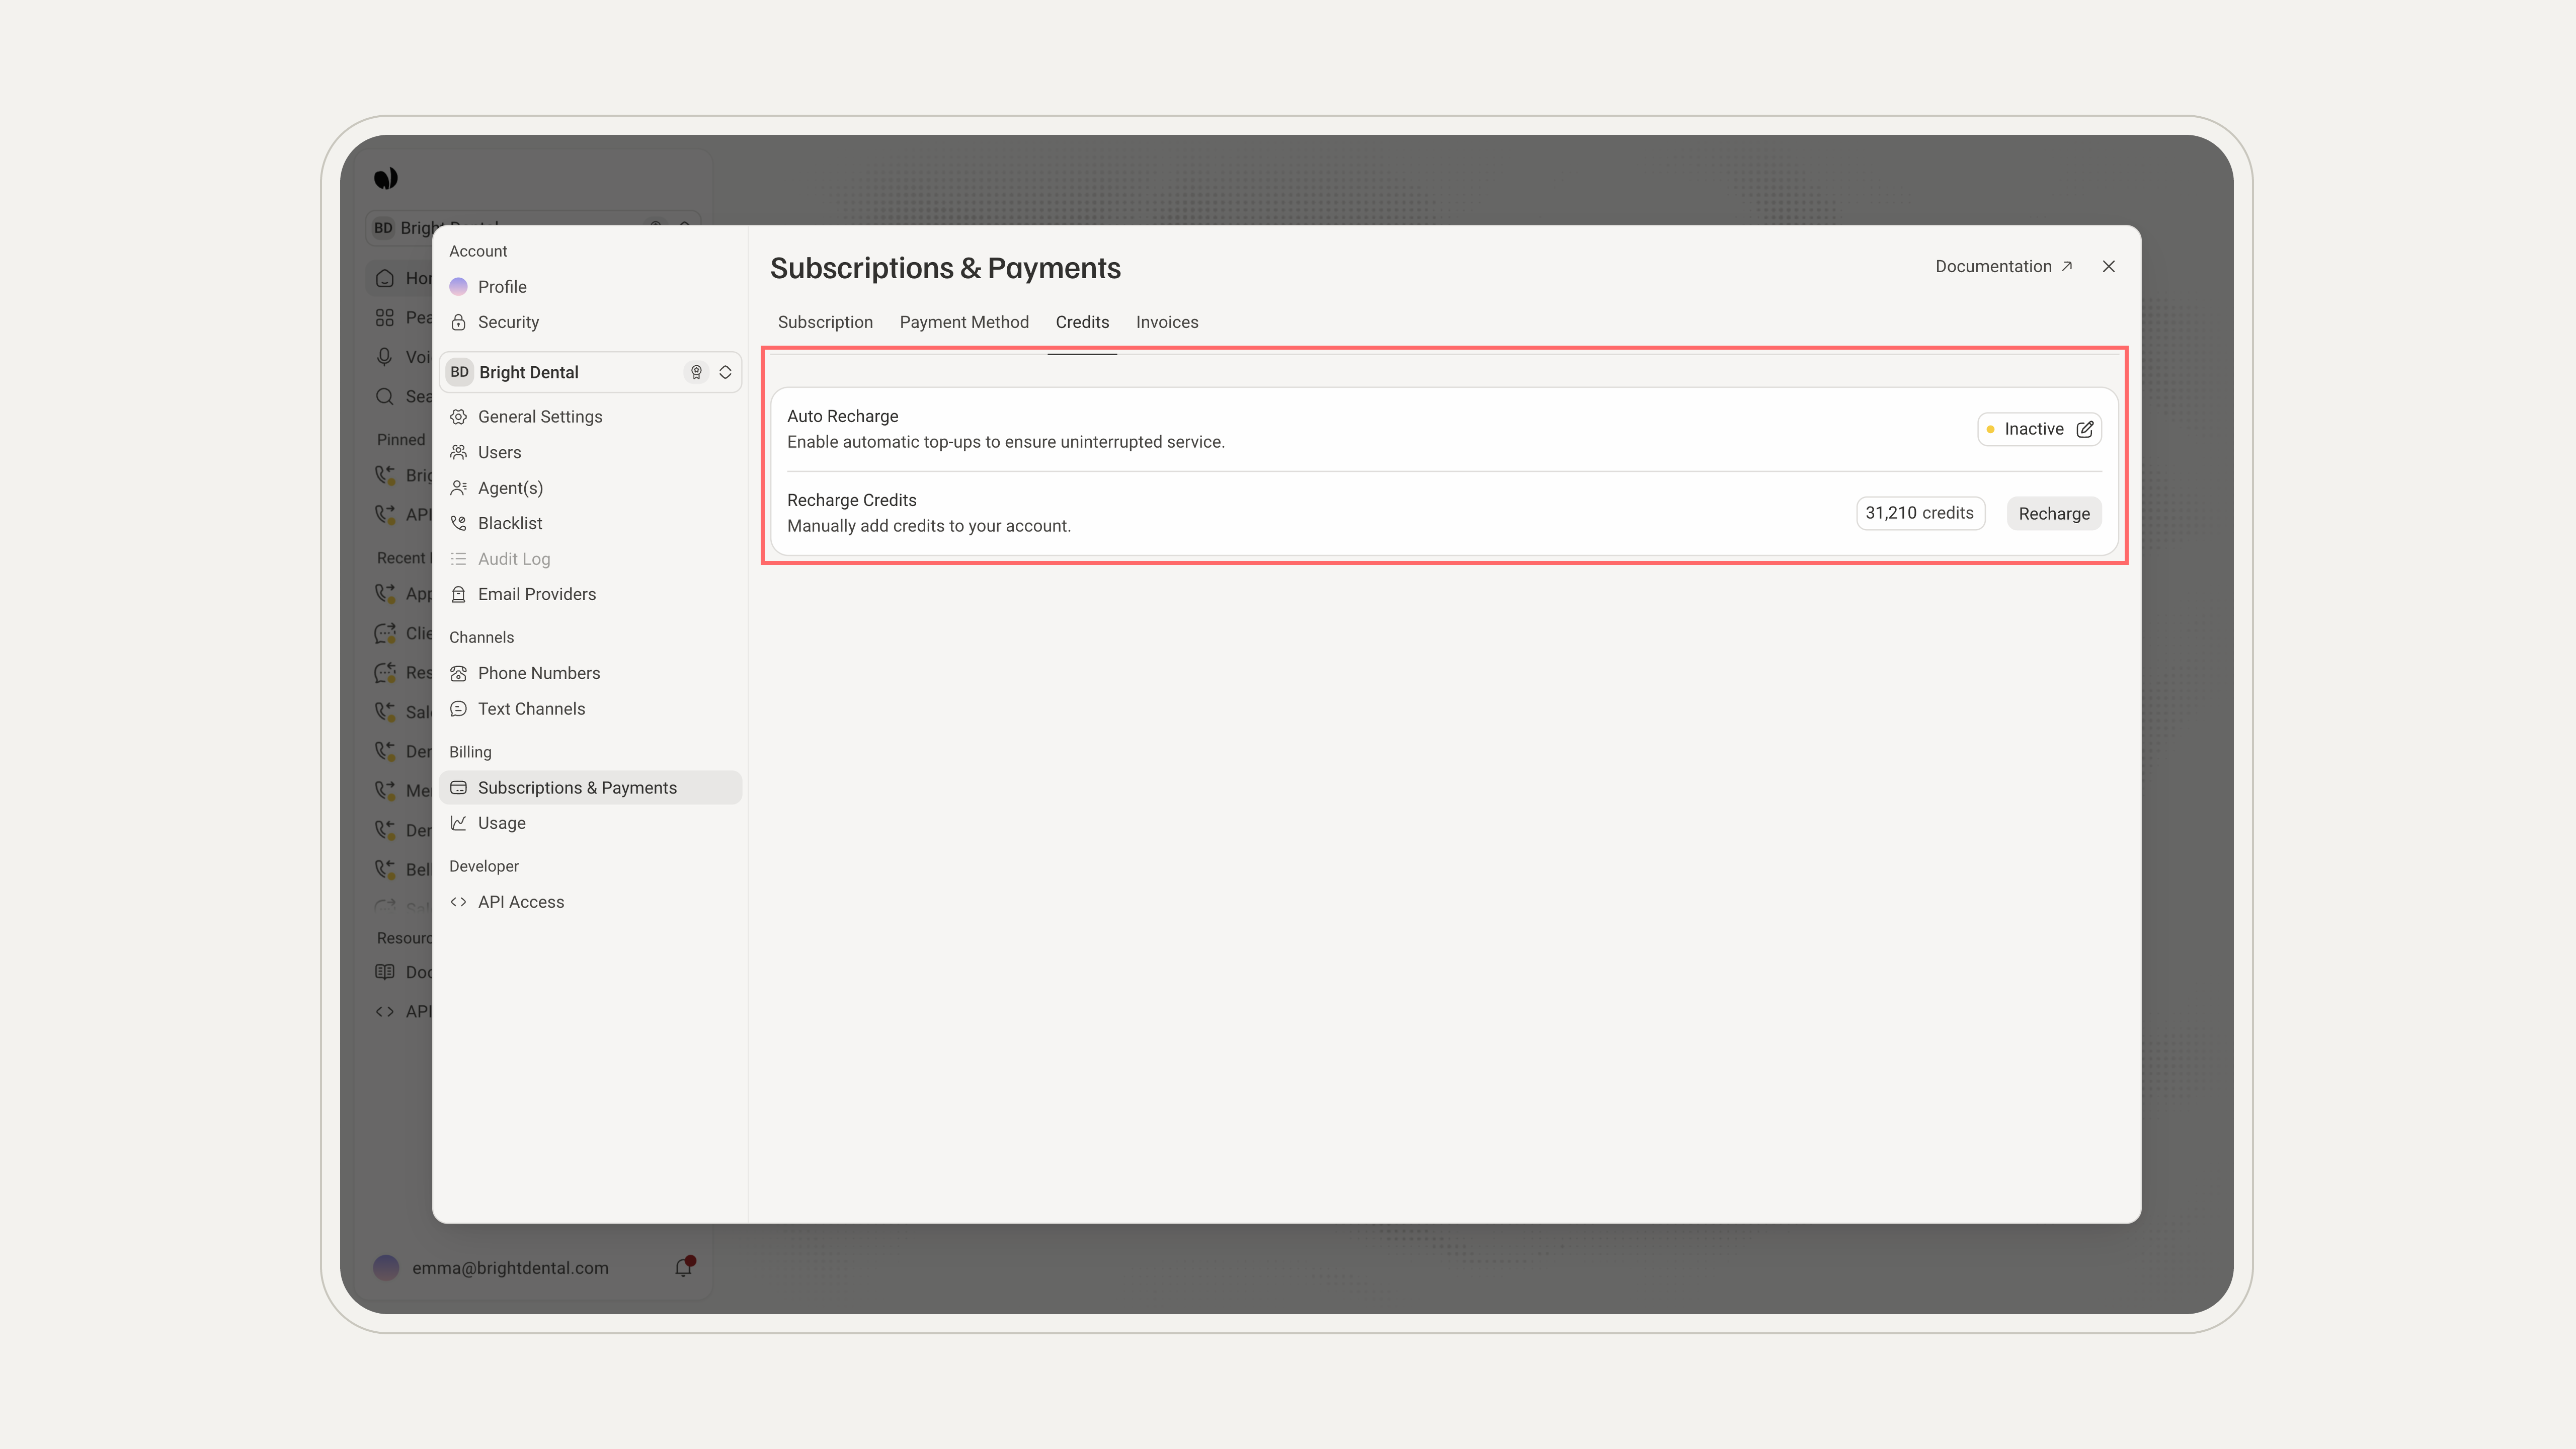 BD
Account
Profile
Security
BD Bright Dental
General Settings
Users
Agent(s)
Blacklist
Audit Log
Email Providers
Channels
Phone Numbers
Text Channels
Billing
Subscriptions & Payments
Usage
Developer
API Access
Subscriptions & Payments
Documentation
Subscription Payment Method Credits Invoices
Auto Recharge
Enable automatic top-ups to ensure uninterrupted service.
Inactive
Recharge Credits
Manually add credits to your account.
31,210 credits
Recharge
Pinned
API
Recent
API
emma@brightdental.com